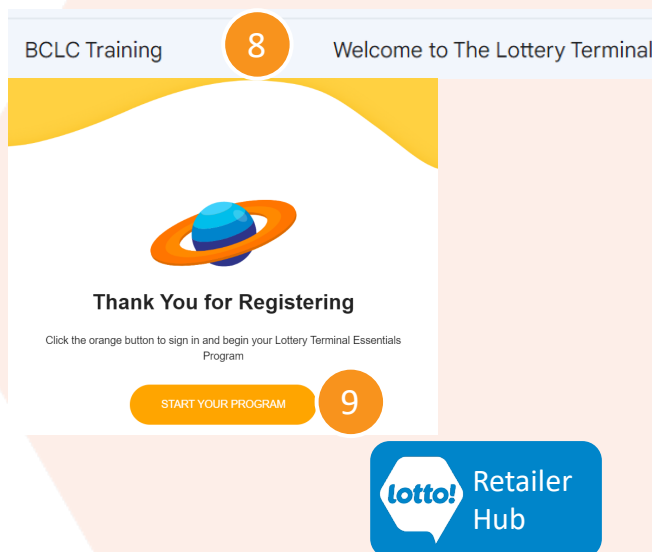 BCLC Training 8 Welcome to The Lottery Terminal
Thank You for Registering
Click the orange button to sign in and begin your Lottery Terminal Essentials
Program
START YOUR PROGRAM 9
lotto! Retailer
Hub